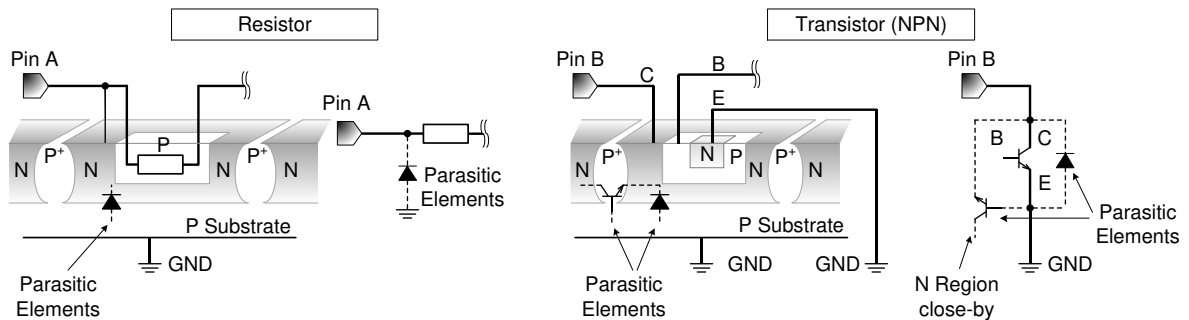 Resistor
Pin A
P
N
P+
N
P+
N
N
Parasitic
Elements
P Substrate
GND
Pin A
Parasitic
Elements
Transistor (NPN)
Pin B
C
B
E
N
P+
N
N
P
P+
N
N
P Substrate
GND
GND
Parasitic
Elements
Pin B
B
C
E
Parasitic
Elements
GND
N Region
close-by